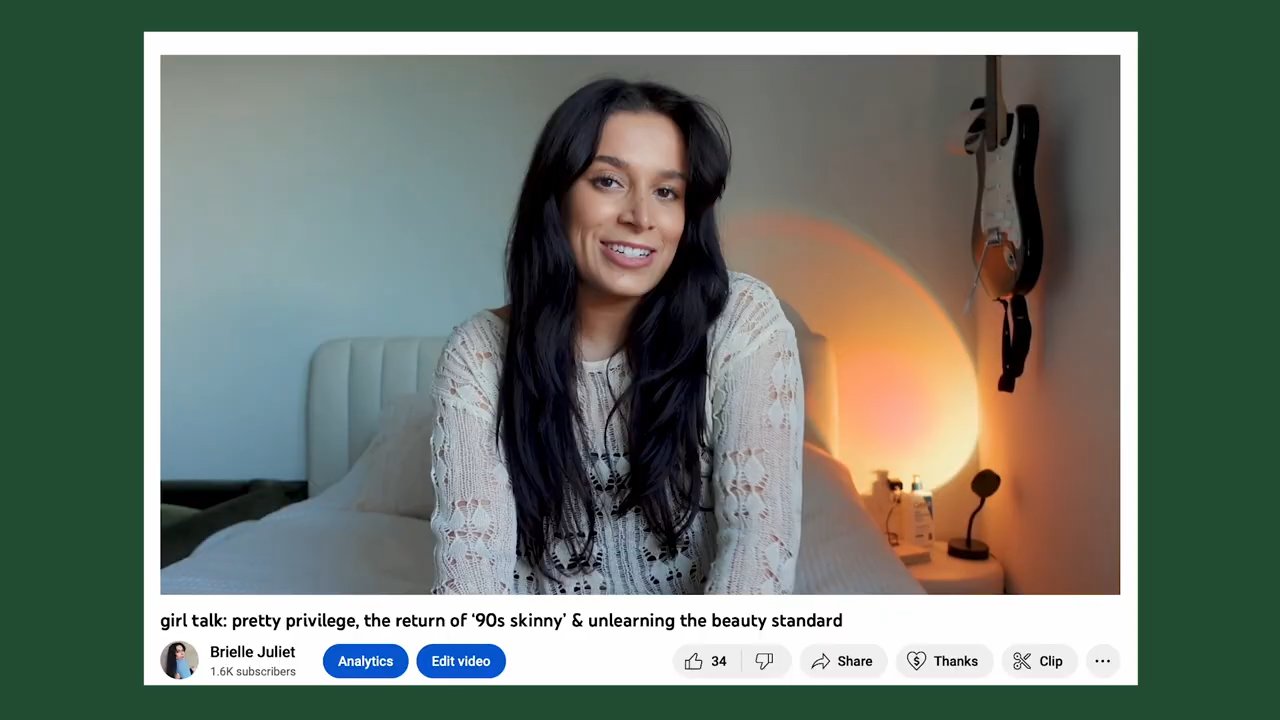 girl talk: pretty privilege, the return of ‘90s skinny’ & unlearning the beauty standard
Brielle Juliet
1.6K subscribers
Analytics
Edit video
34
Share
Thanks
Clip